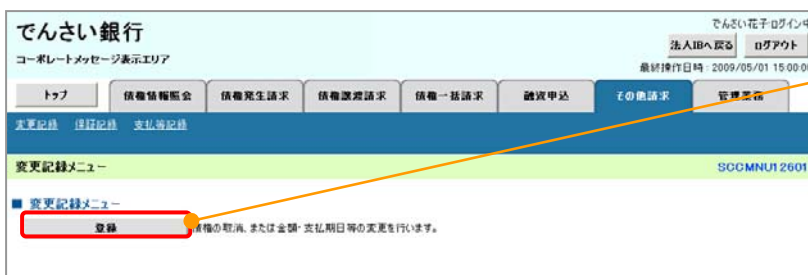 でんさい銀行
コーポレートメッセージ表示エリア
でんさい花子ログイン中
法人IBへ戻る ログアウト
最終操作日時：2009/05/01 15:00:00
トップ 債権情報照会 債権発生請求 債権譲渡請求 債権一括請求 融資申込 その他請求 管理業務
変更記録 保証記録 支払等記録
変更記録メニュー SCCMNU12601
■ 変更記録メニュー
登録 債権の取消、または金額・支払期日等の変更を行います。